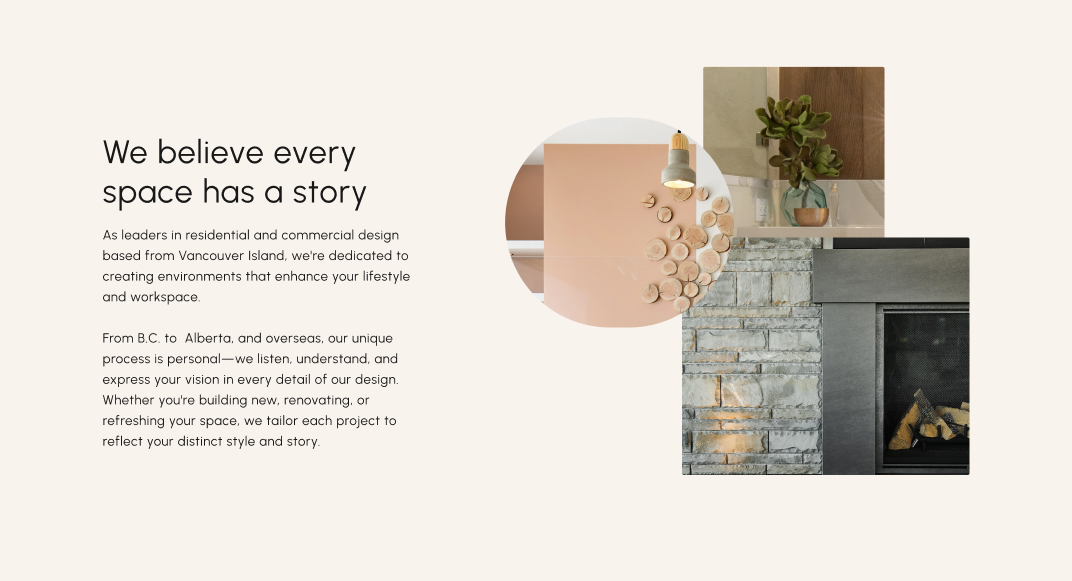 We believe every
space has a story
As leaders in residential and commercial design
based from Vancouver Island, we're dedicated to
creating environments that enhance your lifestyle
and workspace.
From B.C. to  Alberta, and overseas, our unique
process is personal—we listen, understand, and
express your vision in every detail of our design.
Whether you're building new, renovating, or
refreshing your space, we tailor each project to
reflect your distinct style and story.